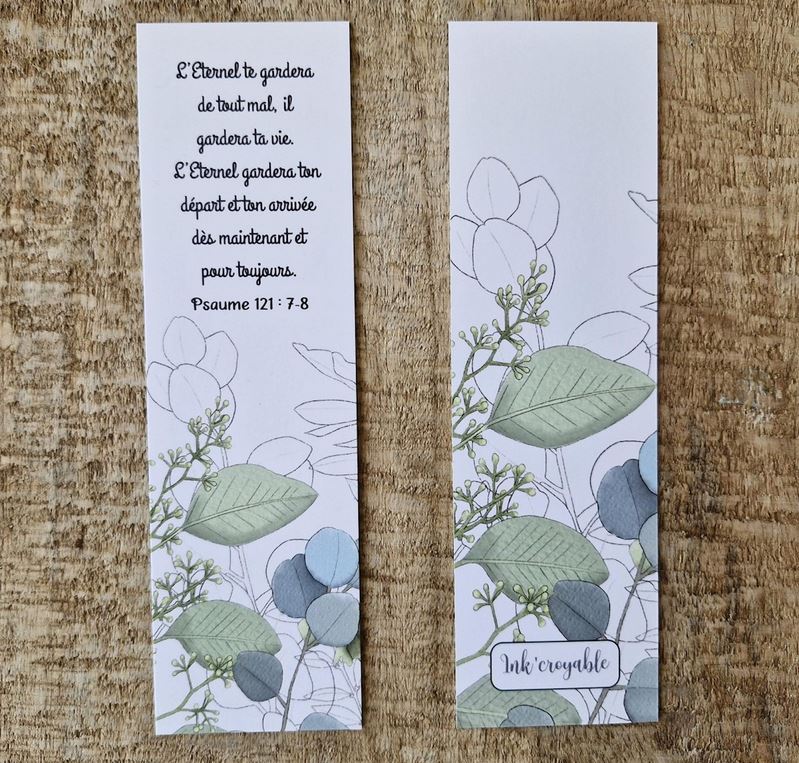 L'Eternel te gardera
de tout mal, il
gardera ta vie.
L'Eternel gardera ton
départ et ton arrivée
dès maintenant et
pour toujours.
Psaume 121 : 7-8
Ink'croyable